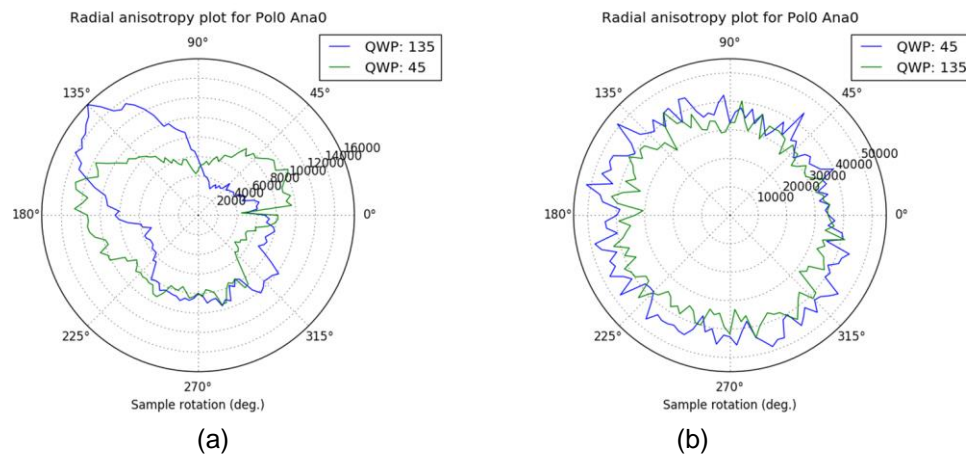 Radial anisotropy plot for Pol0 Ana0
QWP: 135
QWP: 45
90°
45°
135°
16000
14000
12000
10000
8000
6000
4000
2000
180°
0°
225°
315°
270°
Sample rotation (deg.)
(a)
Radial anisotropy plot for Pol0 Ana0
QWP: 45
QWP: 135
90°
45°
135°
50000
40000
30000
20000
10000
180°
0°
225°
315°
270°
Sample rotation (deg.)
(b)